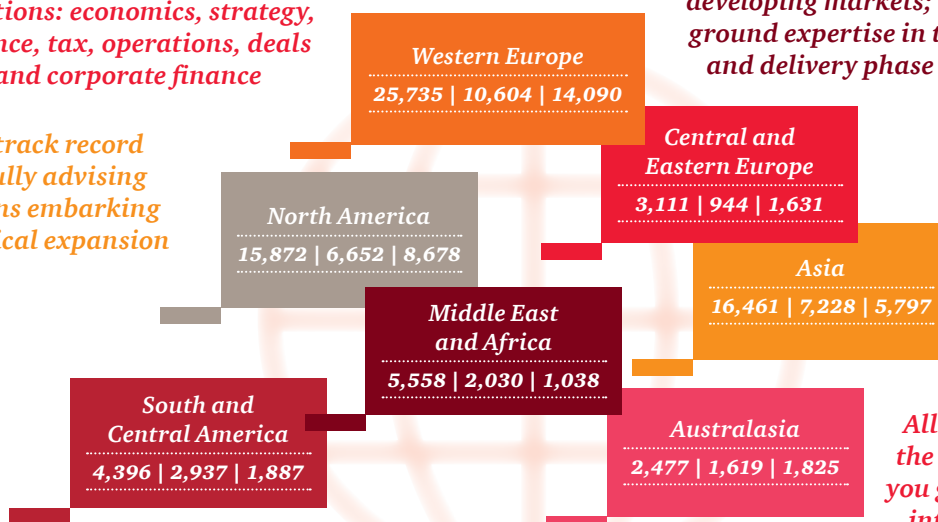 tions: economics, strategy,
nce, tax, operations, deals
and corporate finance
track record
ully advising
ns embarking
ical expansion
developing markets;
ground expertise in t
and delivery phase
Western Europe
25,735 | 10,604 | 14,090
Central and
Eastern Europe
3,111 | 944 | 1,631
North America
15,872 | 6,652 | 8,678
Asia
16,461 | 7,228 | 5,797
Middle East
and Africa
5,558 | 2,030 | 1,038
South and
Central America
4,396 | 2,937 | 1,887
Australasia
2,477 | 1,619 | 1,825
All
the
you g
int